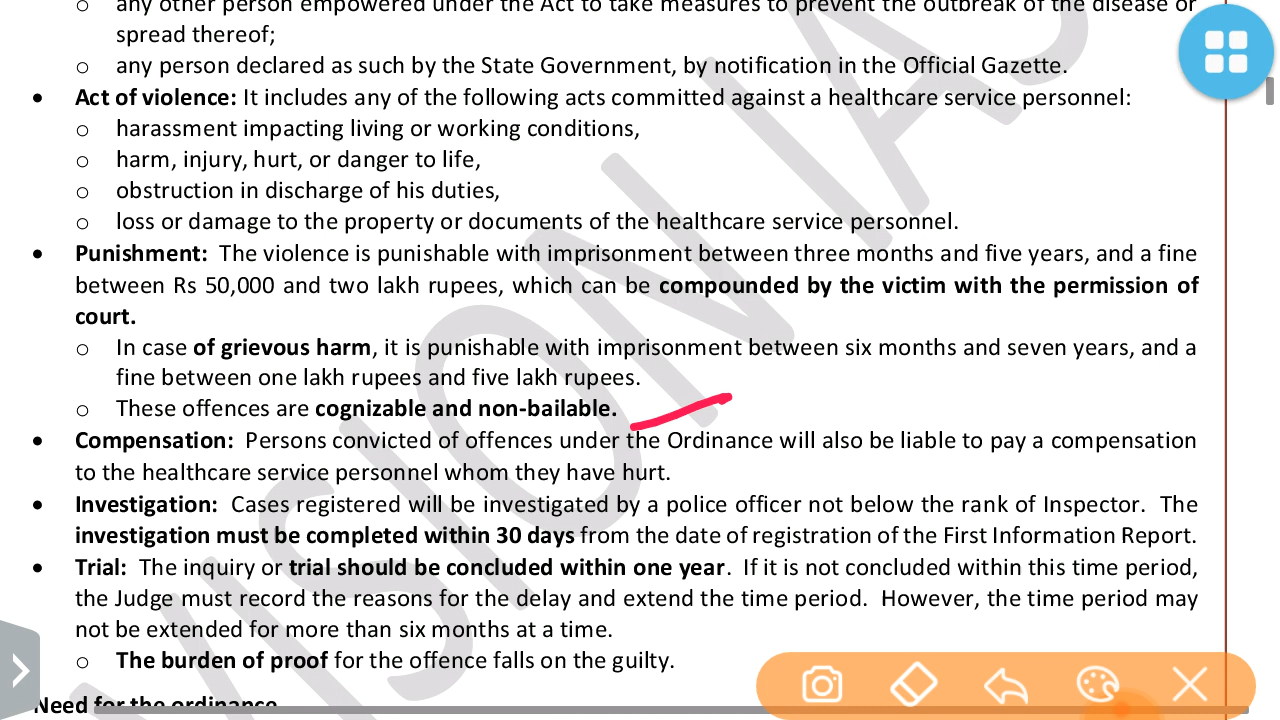 o any other person empowered under the Act to take measures to prevent the outbreak of the disease or
spread thereof;
o any person declared as such by the State Government, by notification in the Official Gazette.
• Act of violence: It includes any of the following acts committed against a healthcare service personnel:
o harassment impacting living or working conditions,
o harm, injury, hurt, or danger to life,
o obstruction in discharge of his duties,
o loss or damage to the property or documents of the healthcare service personnel.
• Punishment: The violence is punishable with imprisonment between three months and five years, and a fine
between Rs 50,000 and two lakh rupees, which can be compounded by the victim with the permission of
court.
o In case of grievous harm, it is punishable with imprisonment between six months and seven years, and a
fine between one lakh rupees and five lakh rupees.
o These offences are cognizable and non-bailable.
• Compensation: Persons convicted of offences under the Ordinance will also be liable to pay a compensation
to the healthcare service personnel whom they have hurt.
• Investigation: Cases registered will be investigated by a police officer not below the rank of Inspector. The
investigation must be completed within 30 days from the date of registration of the First Information Report.
• Trial: The inquiry or trial should be concluded within one year. If it is not concluded within this time period,
the Judge must record the reasons for the delay and extend the time period. However, the time period may
not be extended for more than six months at a time.
o The burden of proof for the offence falls on the guilty.
Need for the ordinance
VISION IAS